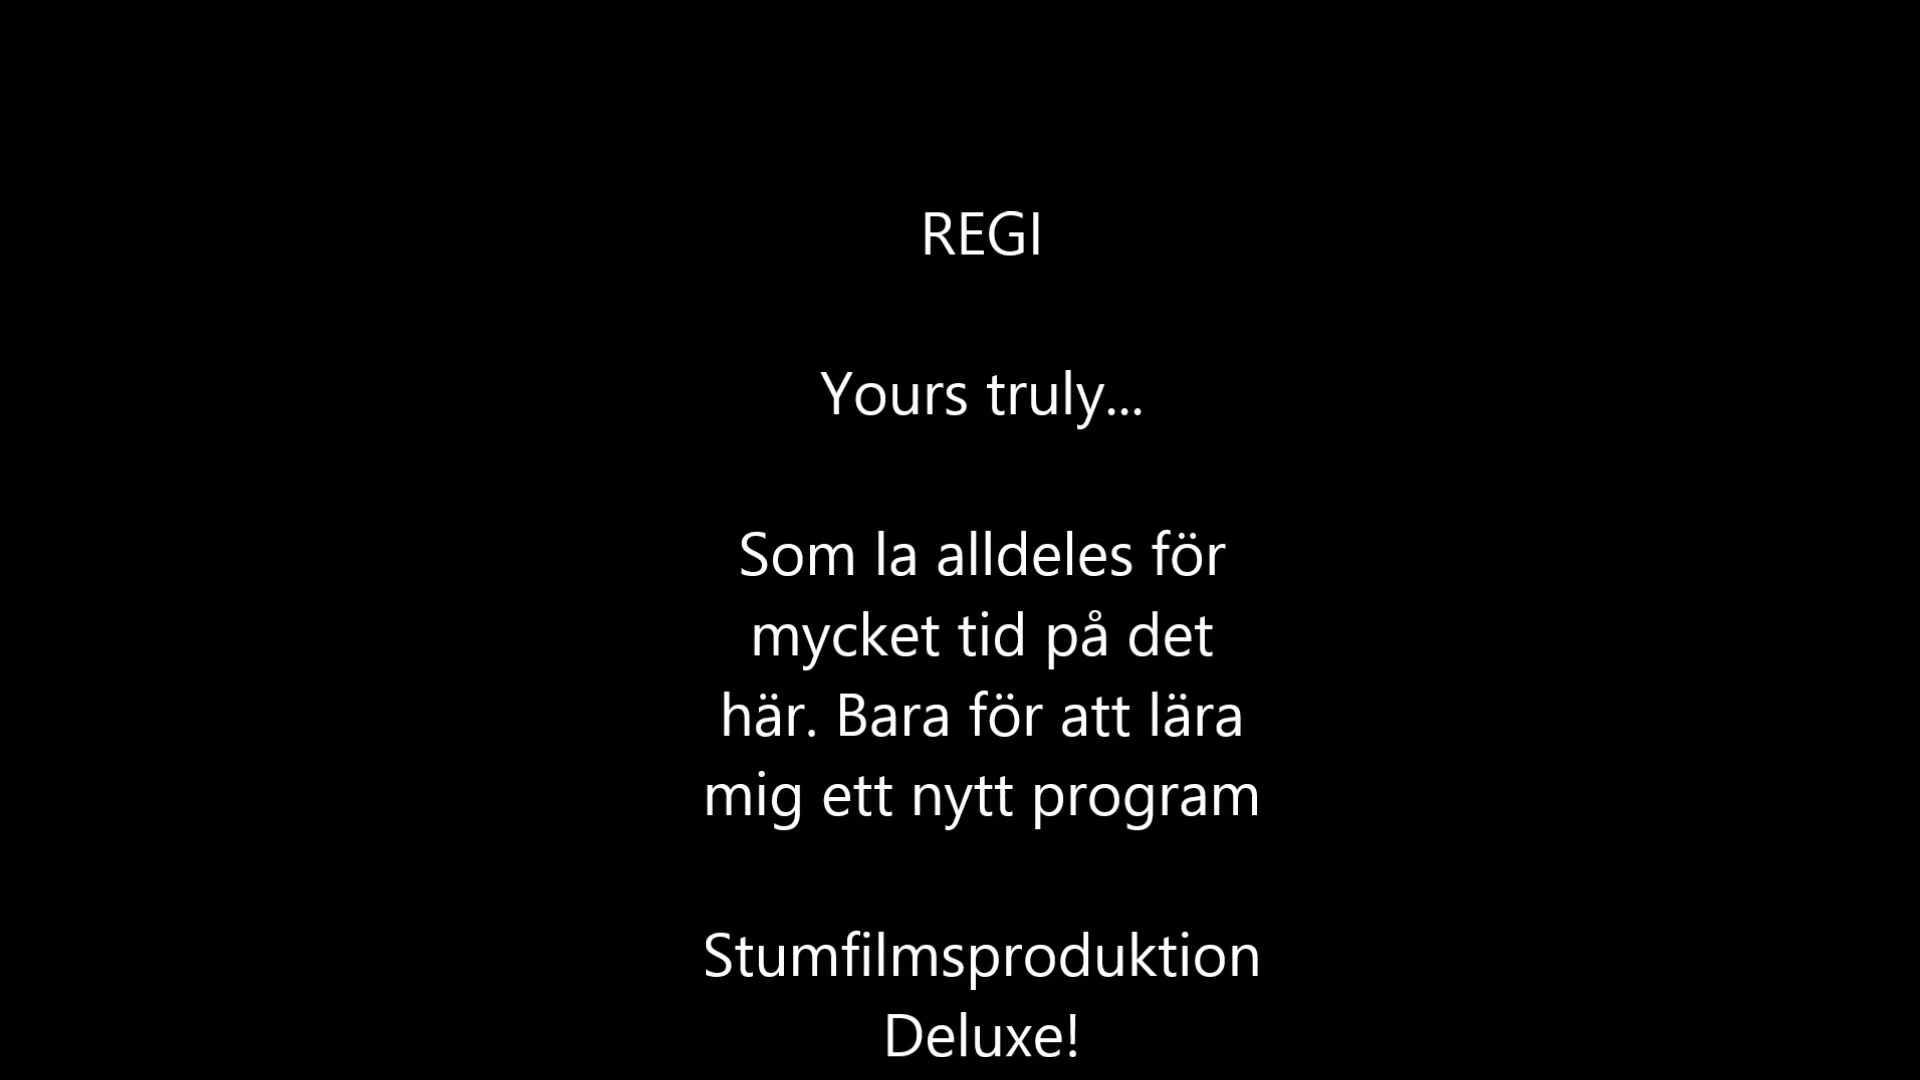 REGI
Yours truly...
Som la alldeles för
mycket tid på det
här. Bara för att lära
mig ett nytt program
Stumfilmsproduktion
Deluxe!